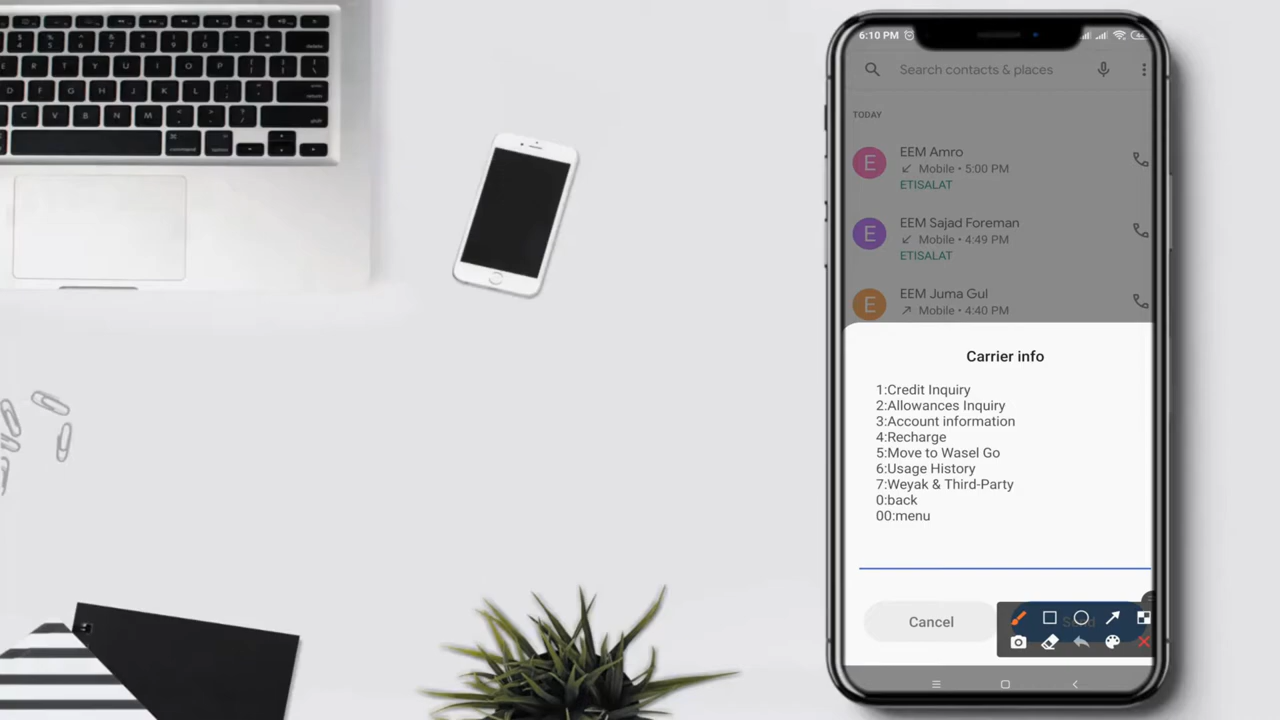 6:10 PM
Search contacts & places
TODAY
E
EEM Amro
Mobile • 5:00 PM
ETISALAT
E
EEM Sajad Foreman
Mobile • 4:49 PM
ETISALAT
E
EEM Juma Gul
Mobile • 4:40 PM
Carrier info
1:Credit Inquiry
2:Allowances Inquiry
3:Account information
4:Recharge
5:Move to Wasel Go
6:Usage History
7:Weyak & Third-Party
0:back
00:menu
Cancel
Send